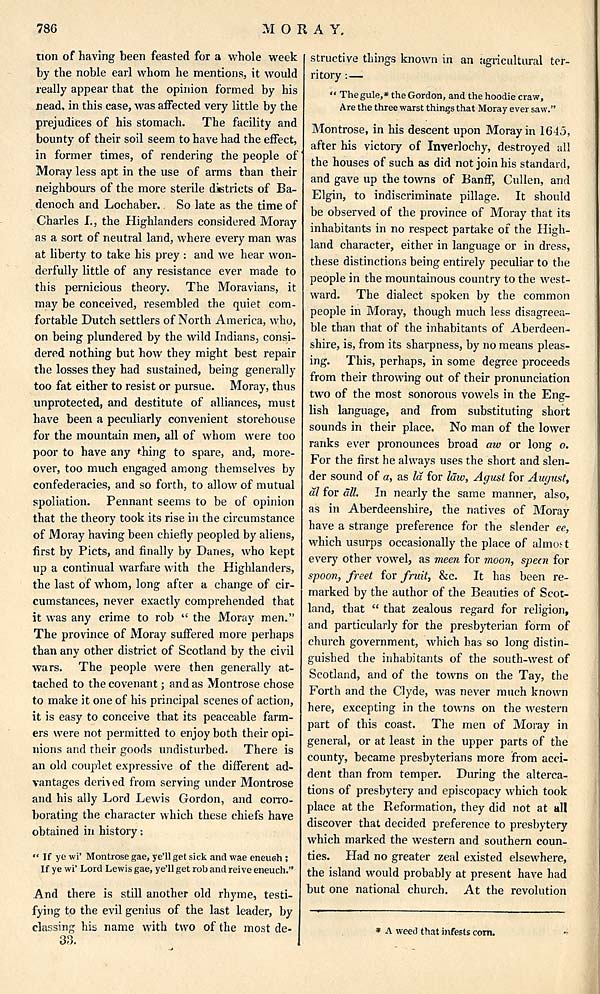 786
MORAY.
tion of having been feasted for a whole week
by the noble earl whom he mentions, it would
really appear that the opinion formed by his
nead, in this case, was affected very little by the
prejudices of his stomach. The facility and
bounty of their soil seem to have had the effect,
in former times, of rendering the people of
Moray less apt in the use of arms than their
neighbours of the more sterile districts of Ba-
denoch and Lochaber. So late as the time of
Charles I., the Highlanders considered Moray
as a sort of neutral land, where every man was
at liberty to take his prey : and we hear won-
derfully little of any resistance ever made to
this pernicious theory. The Moravians, it
may be conceived, resembled the quiet com-
fortable Dutch settlers of North America, who,
on being plundered by the wild Indians, consi-
dered nothing but how they might best repair
the losses they had sustained, being generally
too fat either to resist or pursue. Moray, thus
unprotected, and destitute of alliances, must
have been a peculiarly convenient storehouse
for the mountain men, all of whom were too
poor to have any thing to spare, and, more-
over, too much engaged among themselves by
confederacies, and so forth, to allow of mutual
spoliation. Pennant seems to be of opinion
that the theory took its rise in the circumstance
of Moray having been chiefly peopled by aliens,
first by Picts, and finally by Danes, who kept
up a continual warfare with the Highlanders,
the last of whom, long after a change of cir-
cumstances, never exactly comprehended that
it was any crime to rob “ the Moray men.”
The province of Moray suffered more perhaps
than any other district of Scotland by the civil
wars. The people were then generally at-
tached to the covenant ; and as Montrose chose
to make it one of his principal scenes of action,
it is easy to conceive that its peaceable farm-
ers were not permitted to enjoy both their opi-
nions and their goods undisturbed. There is
an old couplet expressive of the different ad-
vantages derived from serving under Montrose
and his ally Lord Lewis Gordon, and corro-
borating the character which these chiefs have
obtained in history :
“ If ye wi’ Montrose gae, ye’ll get sick and wae eneugh ;
If ye wi’ Lord Lewis gae, ye’ll get rob and reive eneuch.”
And there is still another old rhyme, testi-
fying to the evil genius of the last leader, by
classing his name with two of the most de-
33.
structive things known in an agricultural ter-
ritory :—
“ The gule,* the Gordon, and the hoodie craw,
Are the three warst things that Moray ever saw.”
Montrose, in his descent upon Moray in 1645,
after his victory of Inverlochy, destroyed all
the houses of such as did not join his standard,
and gave up the towns of Banff, Cullen, and
Elgin, to indiscriminate pillage. It should
be observed of the province of Moray that its
inhabitants in no respect partake of the High-
land character, either in language or in dress,
these distinctions being entirely peculiar to the
people in the mountainous country to the west-
ward. The dialect spoken by the common
people in Moray, though much less disagreea-
ble than that of the inhabitants of Aberdeen-
shire, is, from its sharpness, by no means pleas-
ing. This, perhaps, in some degree proceeds
from their throwing out of their pronunciation
two of the most sonorous vowels in the Eng-
lish language, and from substituting short
sounds in their place. No man of the lower
ranks ever pronounces broad aw or long o.
For the first he always uses the short and slen-
der sound of a, as lă for lāw, Agust for August,
ăl for āll. In nearly the same manner, also,
as in Aberdeenshire, the natives of Moray
have a strange preference for the slender ee,
which usurps occasionally the place of almost
every other vowel, as meen for moon, speen for
spoon, freet for fruit, &c. It has been re-
marked by the author of the Beauties of Scot-
land, that “ that zealous regard for religion,
and particularly for the presbyterian form of
church government, which has so long distin-
guished the inhabitants of the south-west of
Scotland, and of the towns on the Tay, the
Forth and the Clyde, was never much known
here, excepting in the towns on the western
part of this coast. The men of Moray in
general, or at least in the upper parts of the
county, became presbyterians more from acci-
dent than from temper. During the alterca-
tions of presbytery and episcopacy which took
place at the Reformation, they did not at all
discover that decided preference to presbytery
which marked the western and southern coun-
ties. Had no greater zeal existed elsewhere,
the island would probably at present have had
but one national church. At the revolution
* A weed that infests corn.